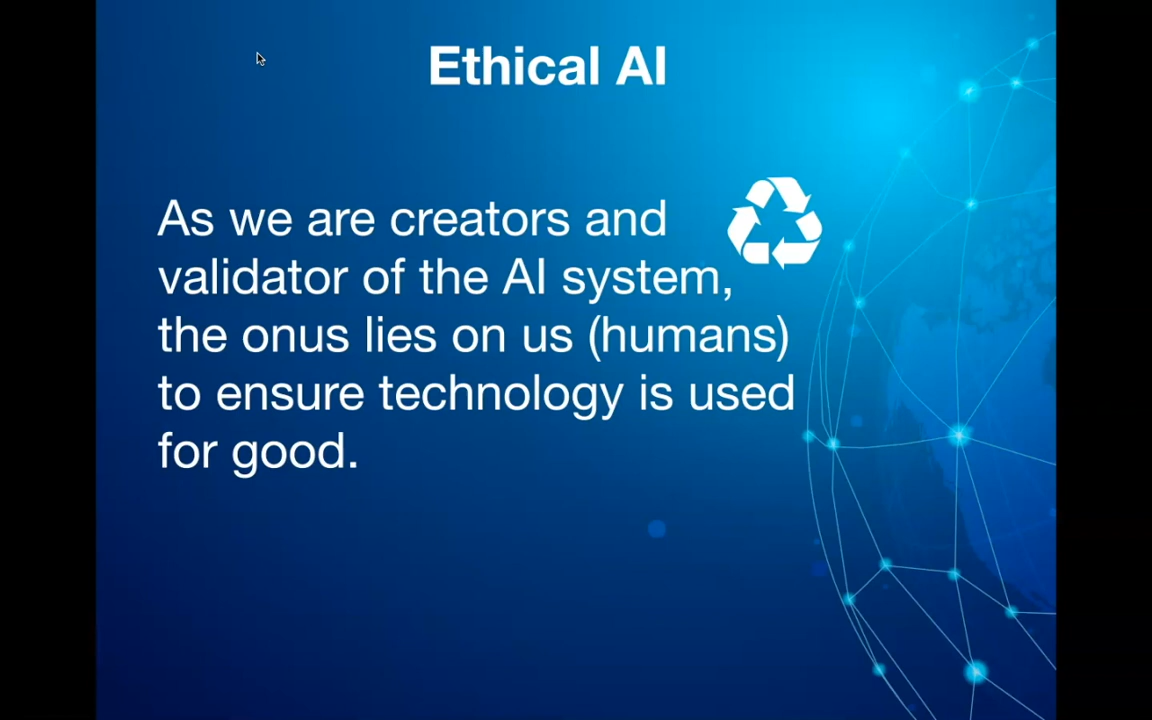 Ethical AI
As we are creators and
validator of the AI system,
the onus lies on us (humans)
to ensure technology is used
for good.